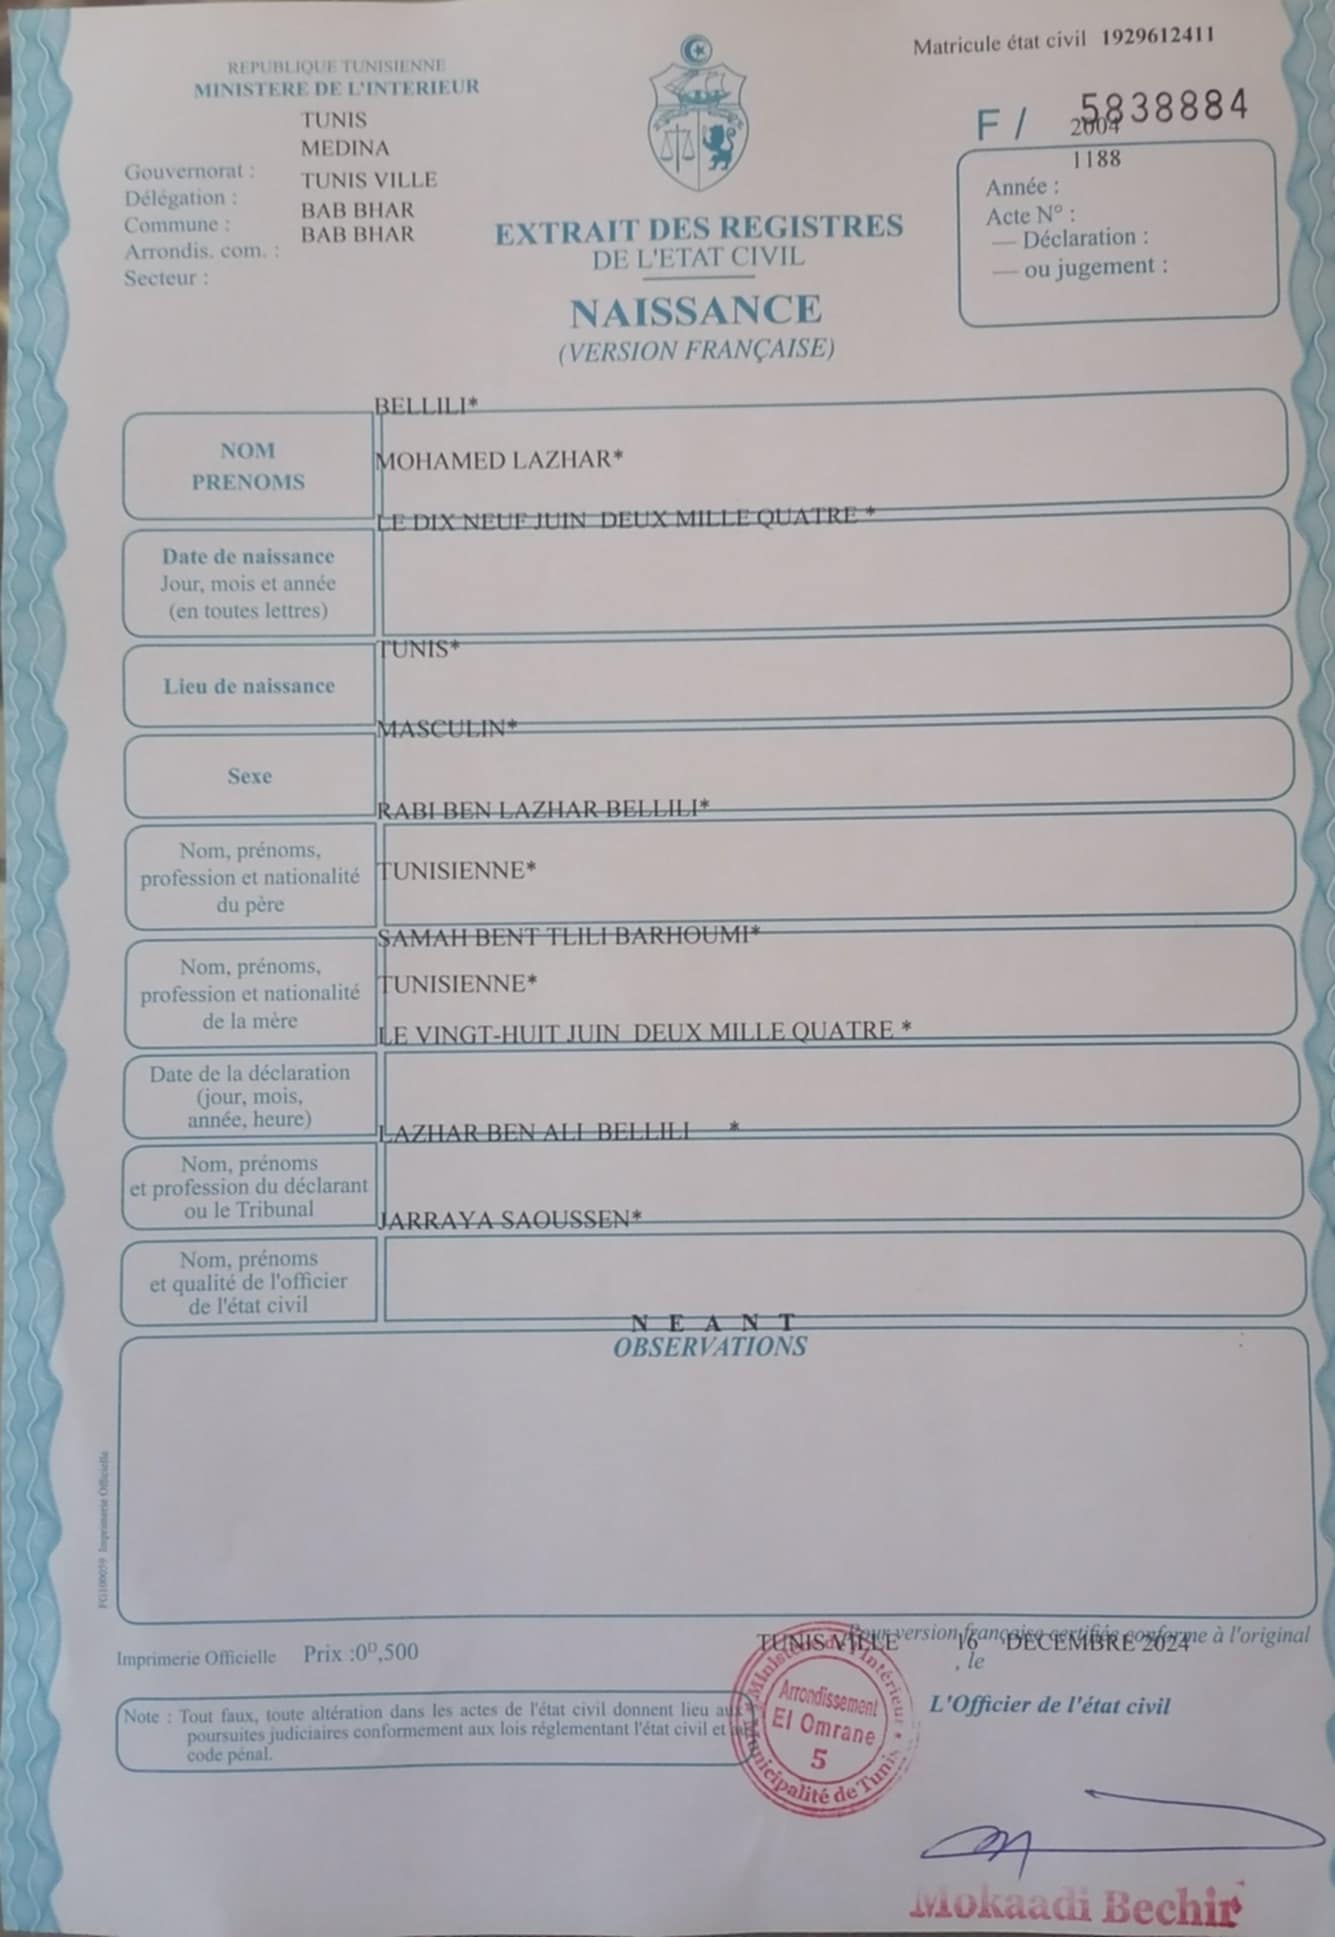 Matricule état civil 1929612411
REPUBLIQUE TUNISIENNE
MINISTERE DE L'INTERIEUR
F / 5838884
2004
1188
TUNIS
MEDINA
Gouvernorat : TUNIS VILLE
Délégation :
Commune : BAB BHAR
Arrondis. com. : BAB BHAR
Secteur :
Année :
Acte N° :
— Déclaration :
— ou jugement :
EXTRAIT DES REGISTRES
DE L'ETAT CIVIL
NAISSANCE
(VERSION FRANÇAISE)
BELLILI*
NOM
PRENOMS
MOHAMED LAZHAR*
LE DIX NEUF JUIN DEUX MILLE QUATRE *
Date de naissance
Jour, mois et année
(en toutes lettres)
TUNIS*
Lieu de naissance
MASCULIN*
Sexe
RABI BEN LAZHAR BELLILI*
Nom, prénoms,
profession et nationalité
du père
TUNISIENNE*
SAMAH BENT TLILI BARHOUMI*
Nom, prénoms,
profession et nationalité
de la mère
TUNISIENNE*
LE VINGT-HUIT JUIN DEUX MILLE QUATRE *
Date de la déclaration
(jour, mois,
année, heure)
LAZHAR BEN ALI BELLILI *
Nom, prénoms
et profession du déclarant
ou le Tribunal
JARRAYA SAOUSSEN*
Nom, prénoms
et qualité de l'officier
de l'état civil
N E A N T
OBSERVATIONS
PG100059 Imprimerie Officielle
Imprimerie Officielle Prix :0D,500
Pour version française certifiée conforme à l'original
TUNIS VILLE 16 DECEMBRE 2024
, le
L'Officier de l'état civil
Note : Tout faux, toute altération dans les actes de l'état civil donnent lieu aux
poursuites judiciaires conformement aux lois réglementant l'état civil et au
code pénal.
Ministère de l'Intérieur
Arrondissement
El Omrane
5
Municipalité de Tunis
Mokaadi Bechir